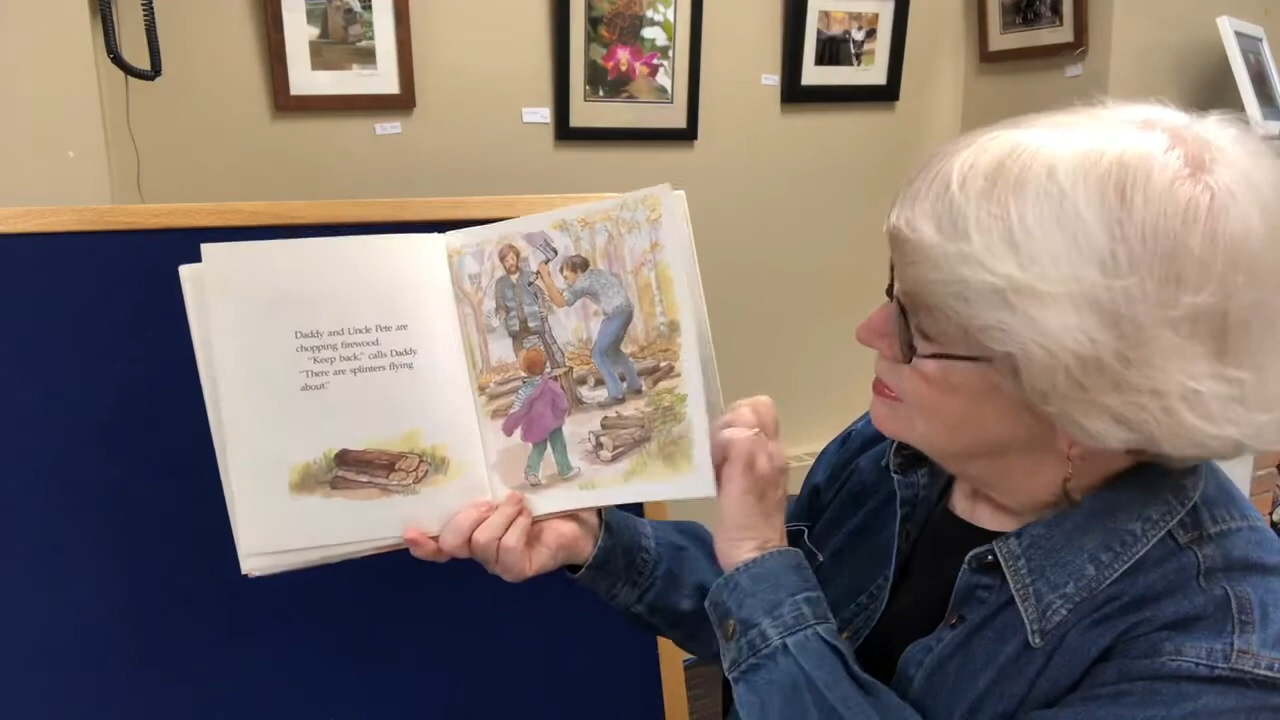 Daddy and Uncle Pete are
chopping firewood.
"Keep back," calls Daddy.
"There are splinters flying
about."